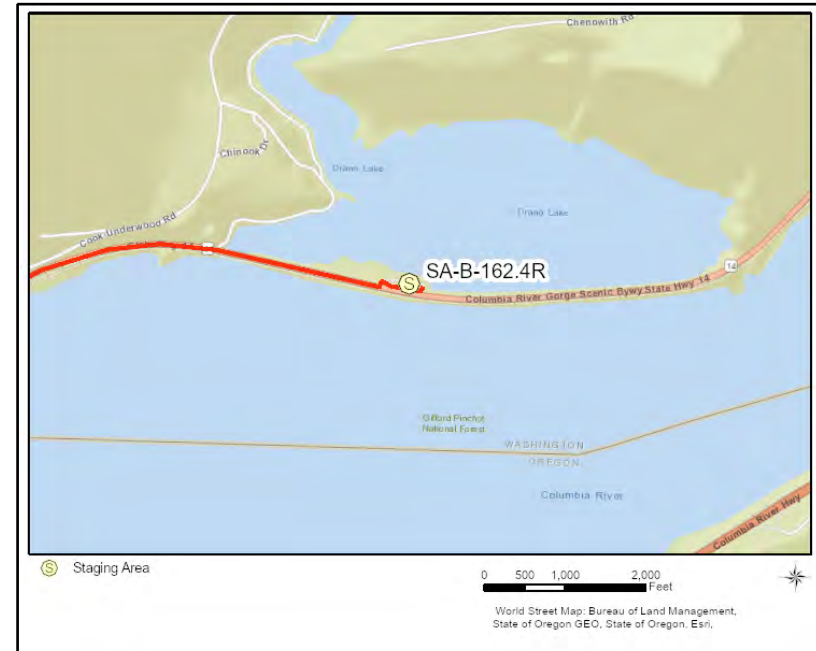 Chenowith Rd
Chinook Dr
Drano Lake
Drano Lake
Cook-Underwood Rd
14
SA-B-162.4R
S
Columbia River Gorge Scenic Bywy State Hwy 14
Gifford Pinchot
National Forest
WASHINGTON
OREGON
Columbia River
Columbia River Hwy
S Staging Area
0 500 1,000 2,000
Feet
World Street Map: Bureau of Land Management,
State of Oregon GEO, State of Oregon, Esri,